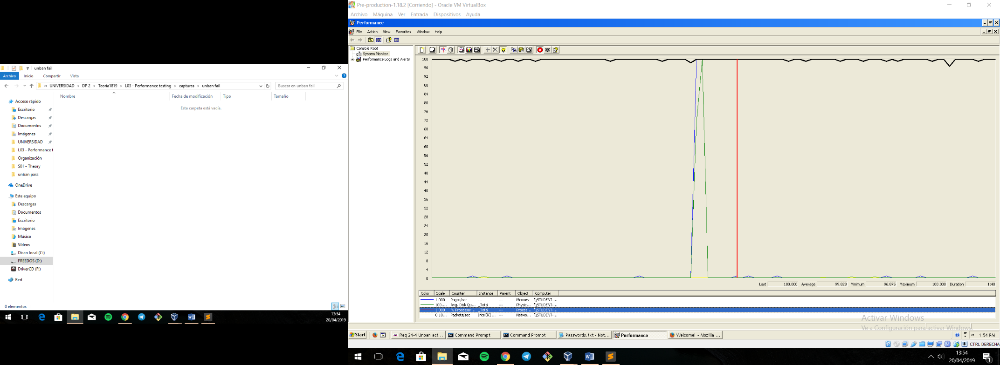 unban fail
Archivo Inicio Compartir Vista
« UNIVERSIDAD › DP 2 › Teoria1819 › L03 - Performance testing › capturas › unban fail
Buscar en unban fail
Nombre Fecha de modificación Tipo Tamaño
Esta carpeta está vacía.
Acceso rápido
Escritorio
Descargas
Documentos
Imágenes
UNIVERSIDAD
L03 - Performance t
Organización
S01 - Theory
unban pass
OneDrive
Este equipo
Descargas
Documentos
Escritorio
Imágenes
Música
Vídeos
Disco local (C:)
FREEDOS (D:)
DriverCD (F:)
Red
0 elementos
13:54
20/04/2019
Pre-production-1.18.2 [Corriendo] - Oracle VM VirtualBox
Archivo Máquina Ver Entrada Dispositivos Ayuda
Performance
File Action View Favorites Window Help
Console Root
System Monitor
Performance Logs and Alerts
100
96
92
88
84
80
76
72
68
64
60
56
52
48
44
40
36
32
28
24
20
16
12
8
4
0
Last 100.000 Average 99.828 Minimum 96.875 Maximum 100.000 Duration 1:40
Color Scale Counter Instance Parent Object Computer
1.000 Pages/sec --- --- Memory \\STUDENT-...
100.... Avg. Disk Qu... _Total --- Physic... \\STUDENT-...
1.000 % Processor... _Total --- Proces... \\STUDENT-...
0.10... Packets/sec Intel[R] ... --- Netwo... \\STUDENT-...
Activar Windows
Ve a Configuración para activar Windows.
Start Req 24-4 Unban act... Command Prompt Command Prompt Passwords.txt - Not... Performance Welcome! - Mozilla ... « 1:54 PM
CTRL DERECHA
13:54
20/04/2019
1